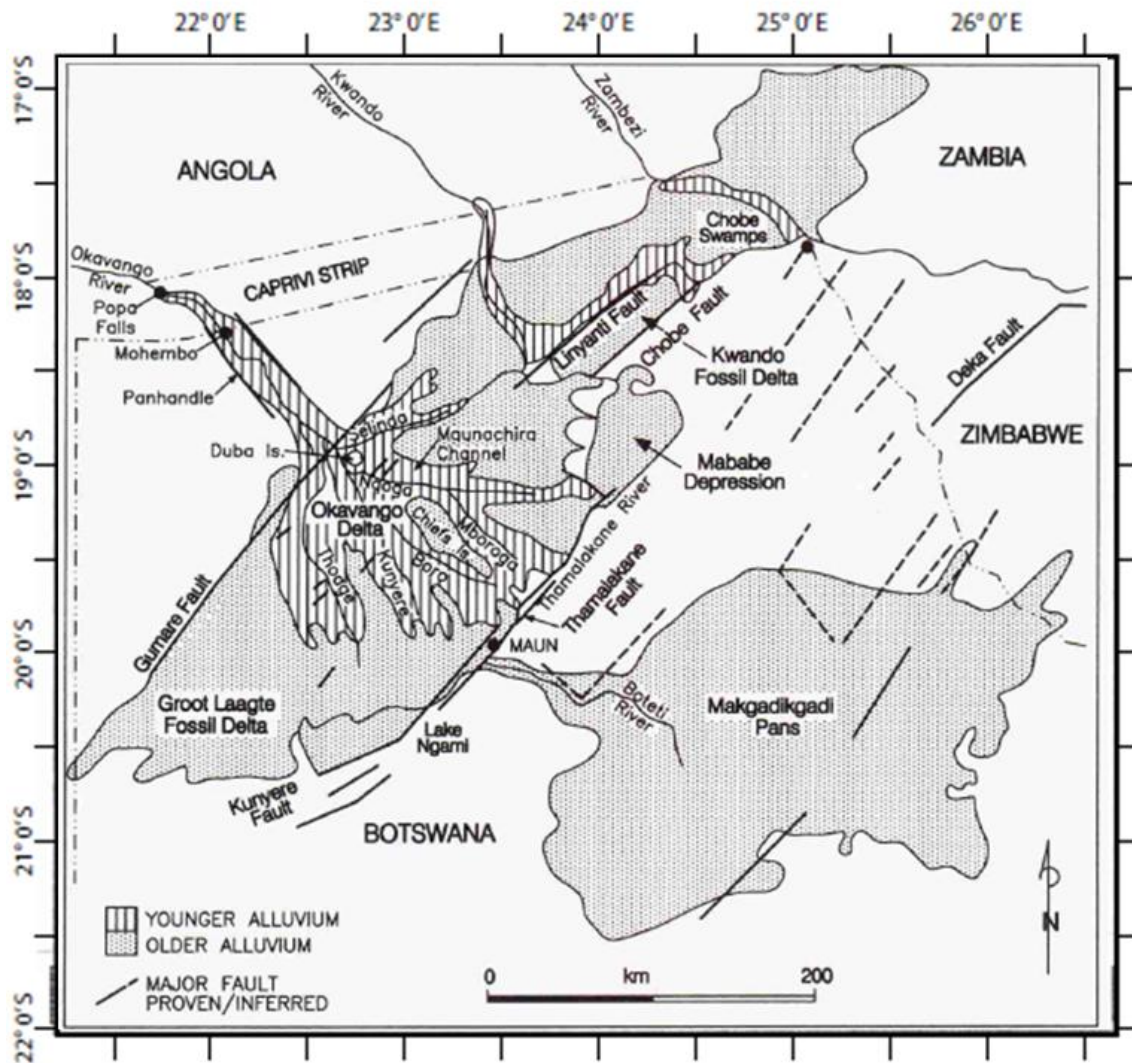 22° 0'E 23° 0'E 24° 0'E 25° 0'E 26° 0'E
17° 0'S
18° 0'S
19° 0'S
20° 0'S
21° 0'S
22° 0'S
Kwando
River
Zambezi
River
ANGOLA
ZAMBIA
Chobe
Swamps
Okavango
River
CAPRIVI STRIP
Popa
Falls
Mohembo
Linyanti Fault
Chobe Fault
Kwando
Fossil Delta
Deka Fault
Panhandle
Selinda
Maunachira
Channel
Duba Is.
ZIMBABWE
Mababe
Depression
Nqoga
Okavango
Delta
Chiefs Is.
Mboroga
Thaoge
Kunyere
Boro
Thamalakane River
Thamalakane
Fault
Gumare Fault
MAUN
Groot Laagte
Fossil Delta
Boteti
River
Makgadikgadi
Pans
Lake
Ngami
Kunyere
Fault
BOTSWANA
YOUNGER ALLUVIUM
OLDER ALLUVIUM
MAJOR FAULT
PROVEN/INFERRED
0 km 200
N